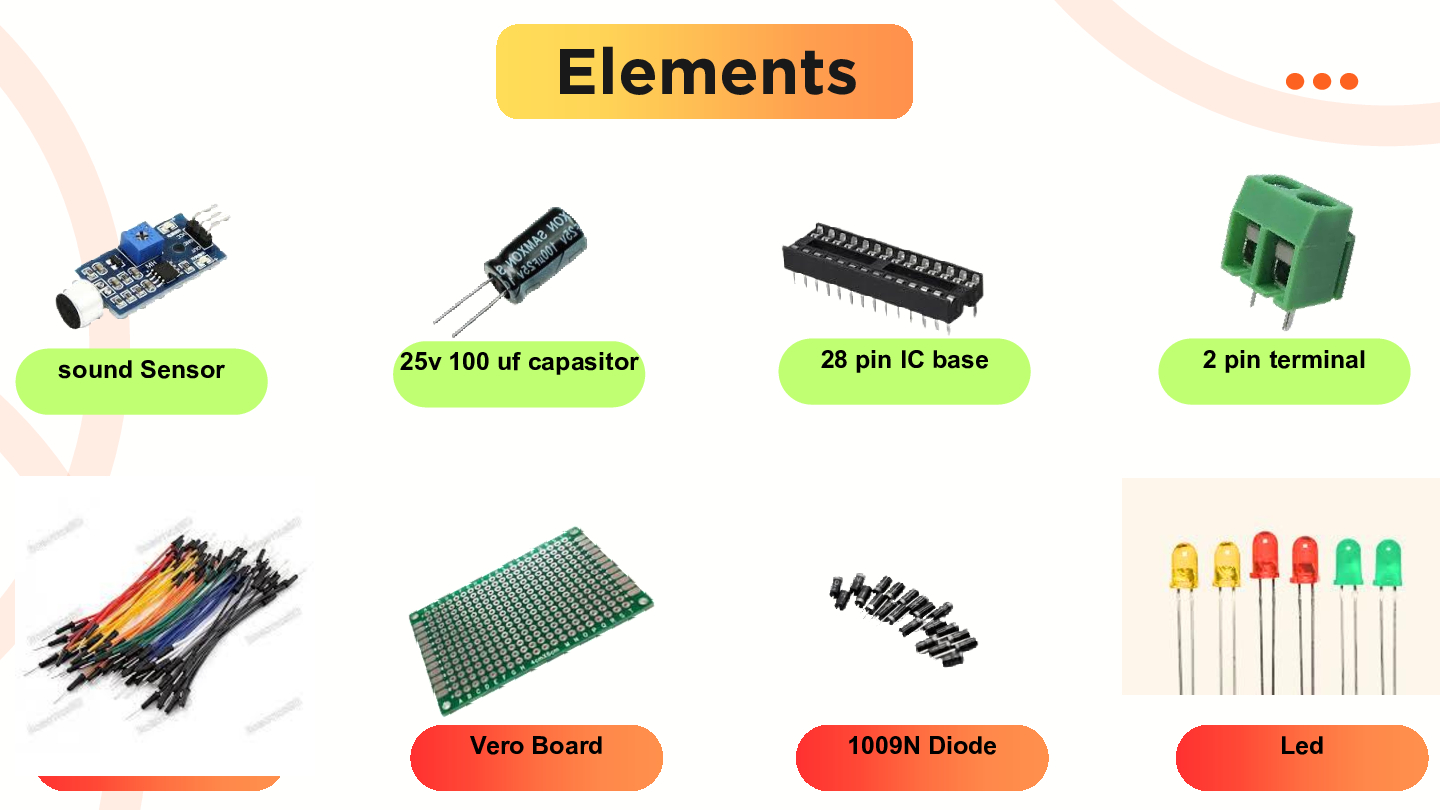 Elements
sound Sensor
25v 100 uf capasitor
28 pin IC base
2 pin terminal
Vero Board
1009N Diode
Led